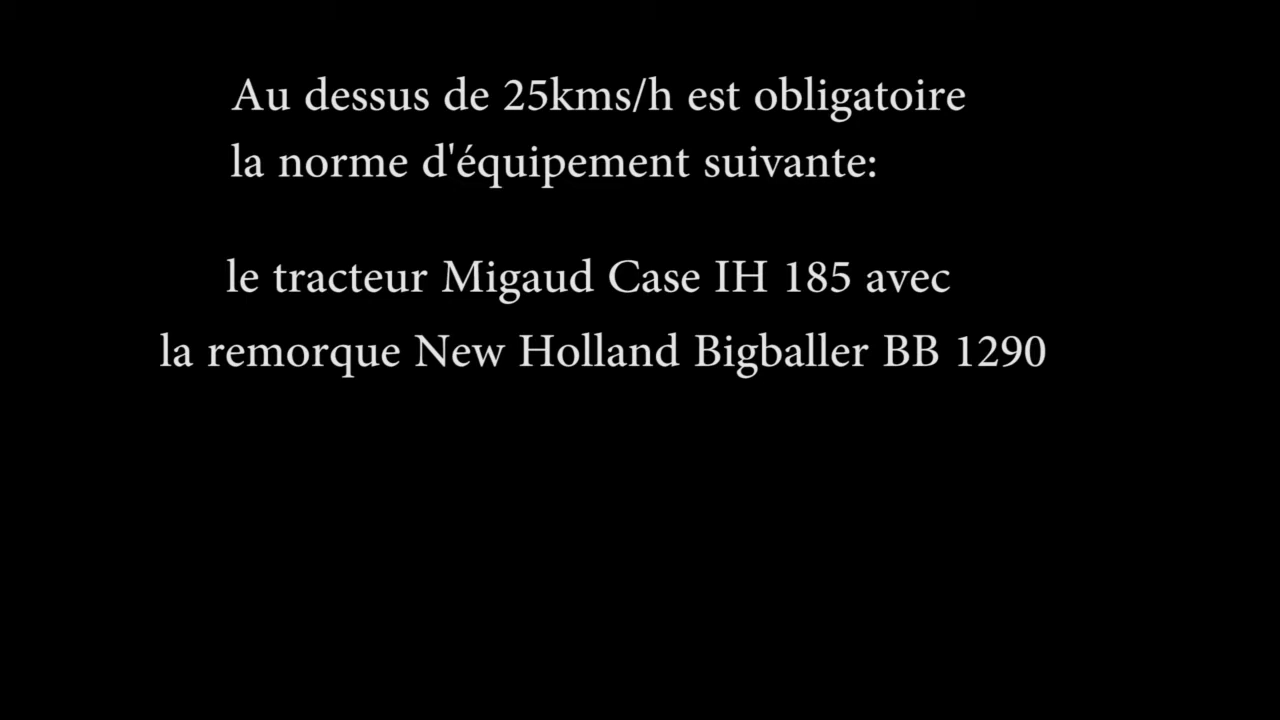 Au dessus de 25kms/h est obligatoire
la norme d'équipement suivante:
le tracteur Migaud Case IH 185 avec
la remorque New Holland Bigballer BB 1290